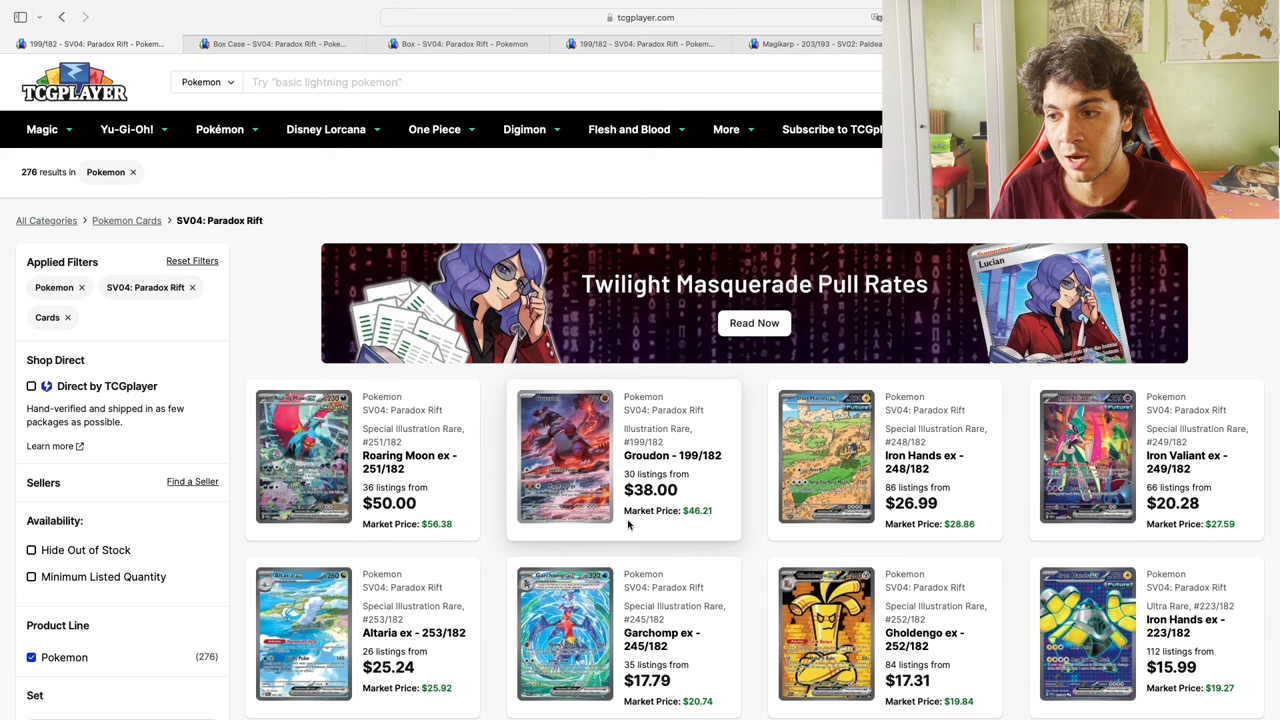 tcgplayer.com
199/182 - SV04: Paradox Rift - Pokem...
Box Case - SV04: Paradox Rift - Poke...
Box - SV04: Paradox Rift - Pokemon
199/182 - SV04: Paradox Rift - Pokem...
Magikarp - 203/193 - SV02: Paldea
TCGPLAYER
Pokemon
Try "basic lightning pokemon"
Magic
Yu-Gi-Oh!
Pokémon
Disney Lorcana
One Piece
Digimon
Flesh and Blood
More
Subscribe to TCGpl
276 results in
Pokemon
All Categories
Pokemon Cards
SV04: Paradox Rift
Applied Filters
Reset Filters
Pokemon
SV04: Paradox Rift
Cards
Shop Direct
Direct by TCGplayer
Hand-verified and shipped in as few
packages as possible.
Learn more
Sellers
Find a Seller
Availability:
Hide Out of Stock
Minimum Listed Quantity
Product Line
Pokemon
(276)
Set
Twilight Masquerade Pull Rates
Read Now
Supporter
Lucian
Pokemon
SV04: Paradox Rift
Special Illustration Rare,
#251/182
Roaring Moon ex -
251/182
36 listings from
$50.00
Market Price: $56.38
Pokemon
SV04: Paradox Rift
Illustration Rare,
#199/182
Groudon - 199/182
30 listings from
$38.00
Market Price: $46.21
Pokemon
SV04: Paradox Rift
Special Illustration Rare,
#248/182
Iron Hands ex -
248/182
86 listings from
$26.99
Market Price: $28.86
Pokemon
SV04: Paradox Rift
Special Illustration Rare,
#249/182
Iron Valiant ex -
249/182
66 listings from
$20.28
Market Price: $27.59
Pokemon
SV04: Paradox Rift
Special Illustration Rare,
#253/182
Altaria ex - 253/182
26 listings from
$25.24
Market Price: $25.92
Pokemon
SV04: Paradox Rift
Special Illustration Rare,
#245/182
Garchomp ex -
245/182
35 listings from
$17.79
Market Price: $20.74
Pokemon
SV04: Paradox Rift
Special Illustration Rare,
#252/182
Gholdengo ex -
252/182
84 listings from
$17.31
Market Price: $19.84
Pokemon
SV04: Paradox Rift
Ultra Rare, #223/182
Iron Hands ex -
223/182
112 listings from
$15.99
Market Price: $19.27